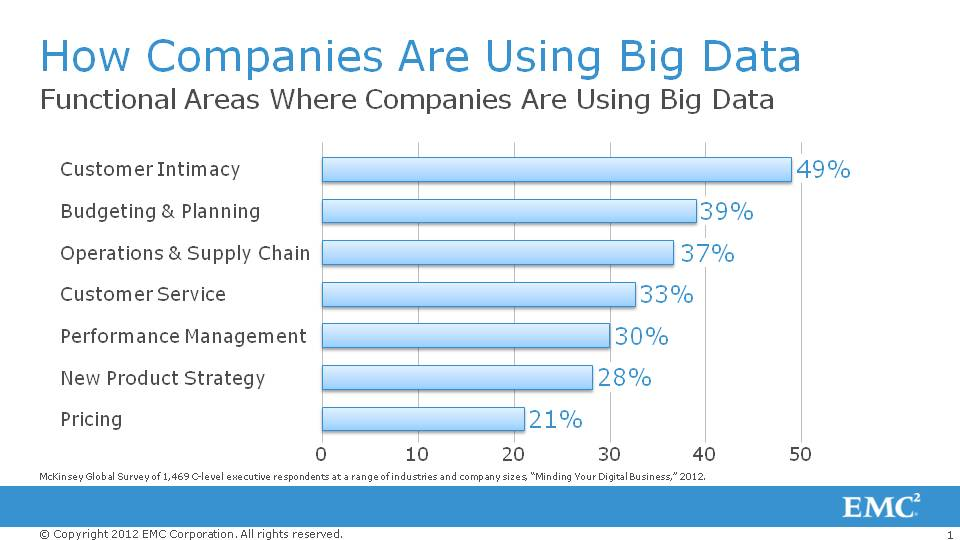 How Companies Are Using Big Data
Functional Areas Where Companies Are Using Big Data
Customer Intimacy 49%
Budgeting & Planning 39%
Operations & Supply Chain 37%
Customer Service 33%
Performance Management 30%
New Product Strategy 28%
Pricing 21%
0 10 20 30 40 50
McKinsey Global Survey of 1,469 C-level executive respondents at a range of industries and company sizes, “Minding Your Digital Business,” 2012.
EMC²
© Copyright 2012 EMC Corporation. All rights reserved. 1